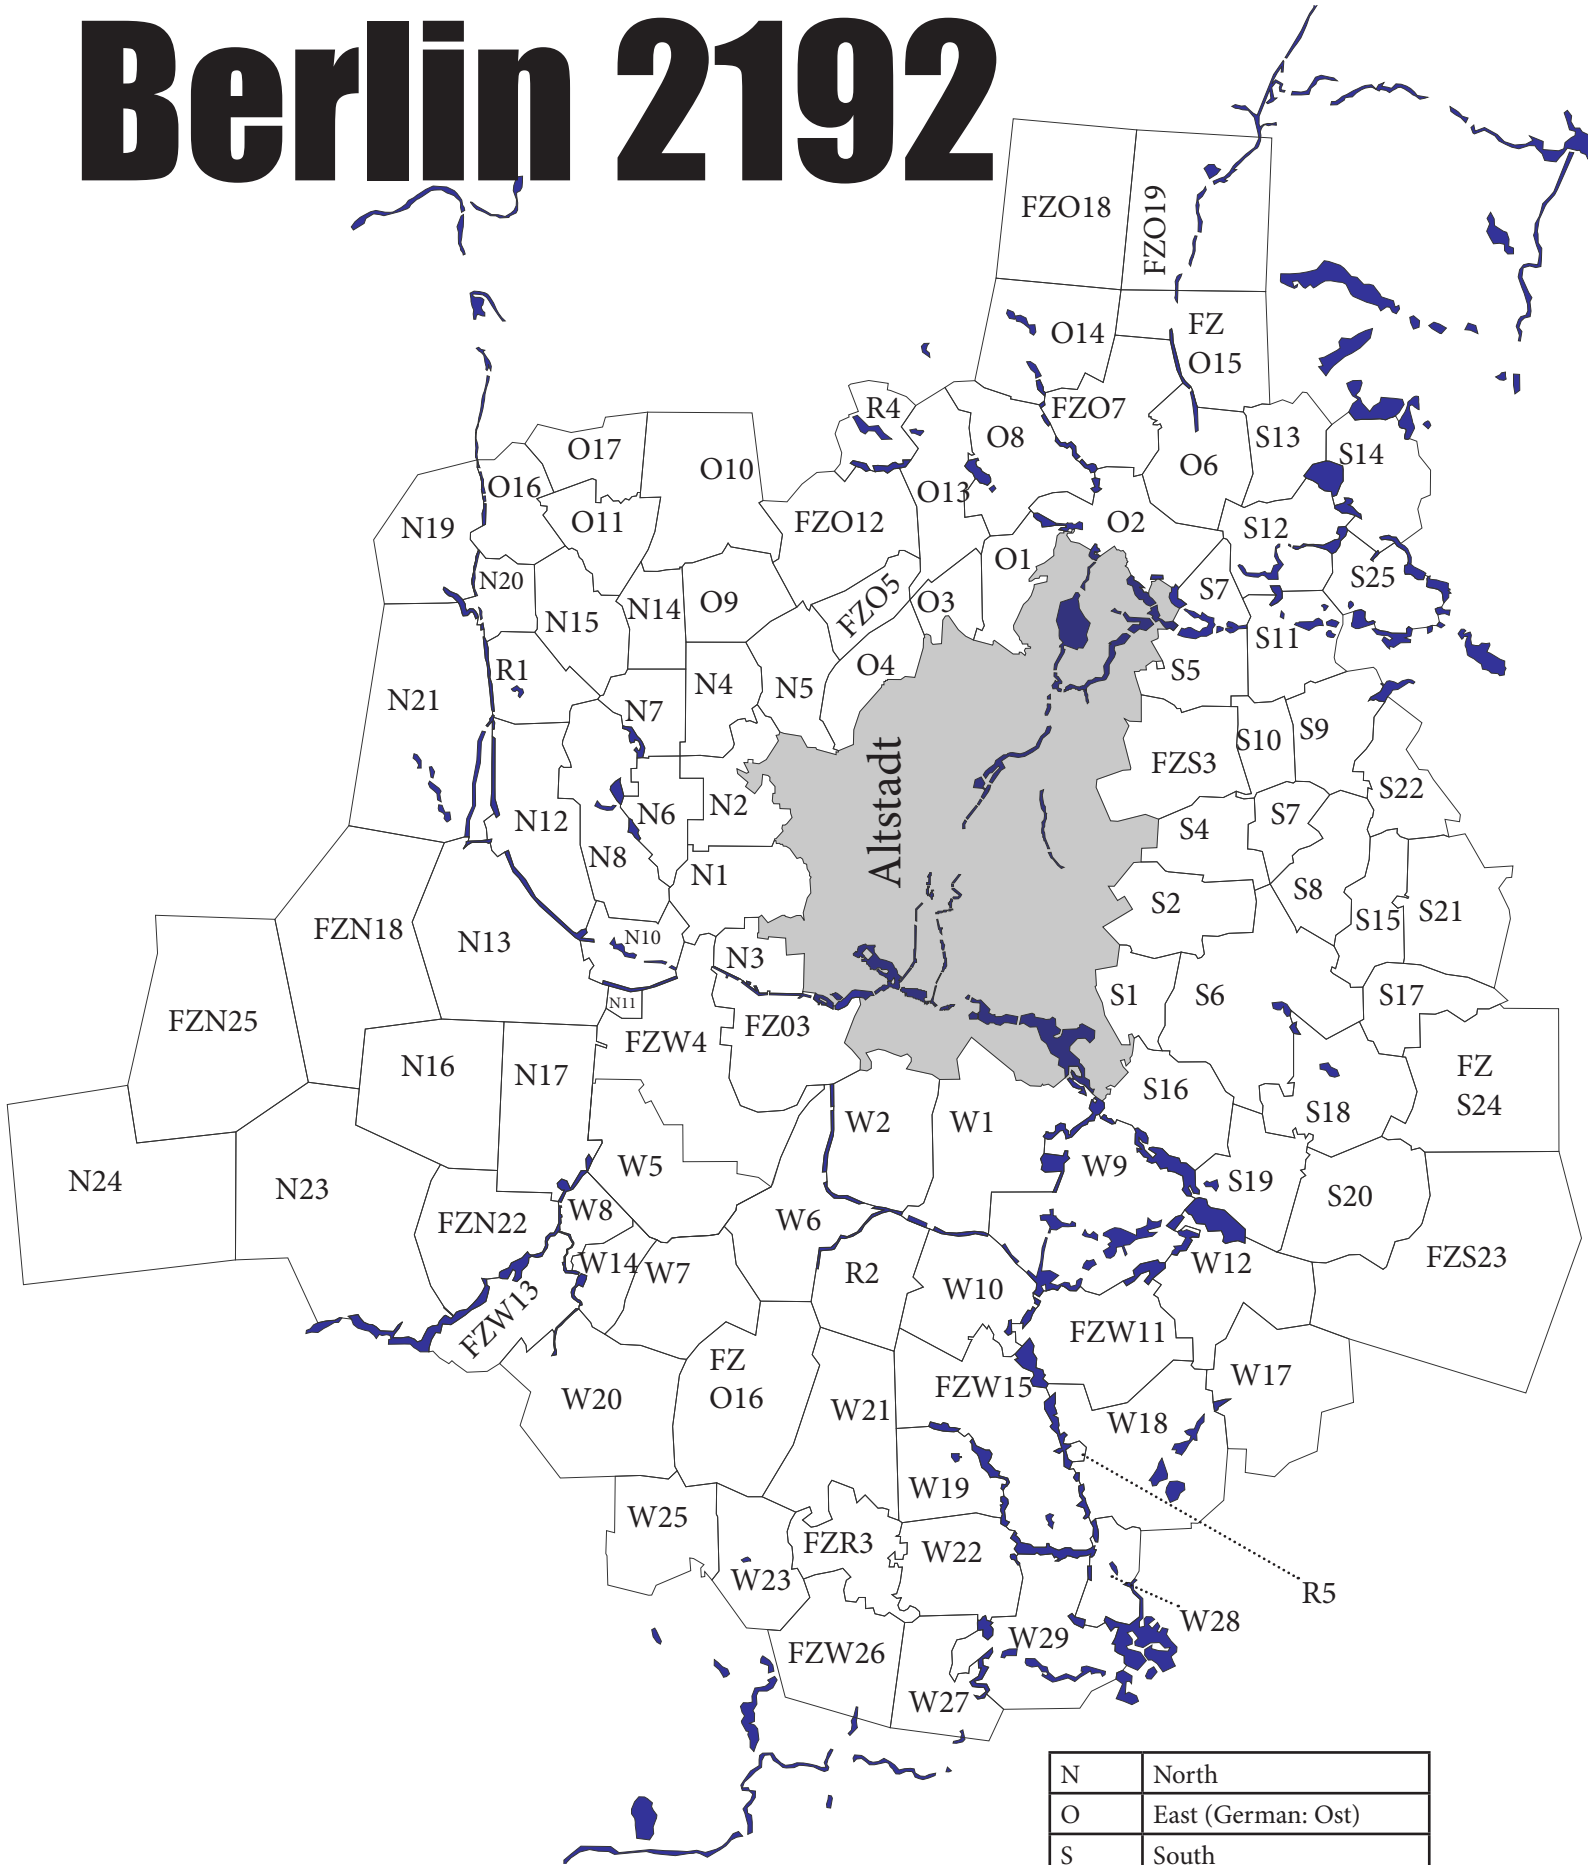 Berlin 2192
FZO18
FZO19
O14
FZ
O15
R4
FZO7
O8
O17
O10
O6
S13
S14
O16
O13
N19
O11
FZO12
O2
S12
O1
N20
S25
N15
N14
O9
FZO5
O3
S7
S11
R1
O4
S5
N21
N4
N5
N7
S10
S9
FZS3
Altstadt
S22
N12
N6
N2
S4
S7
N8
N1
S8
S2
S15
S21
FZN18
N13
N10
N3
S1
S6
S17
FZN25
N11
FZW4
FZ03
N16
N17
FZ
S24
S16
S18
W2
W1
N24
N23
W5
W9
S19
S20
FZN22
W8
W6
W14
W7
R2
W10
W12
FZS23
FZW13
FZW11
FZ
O16
W20
W21
FZW15
W17
W18
W19
W25
FZR3
W22
W23
R5
W28
W29
FZW26
W27
N North
O East (German: Ost)
S South